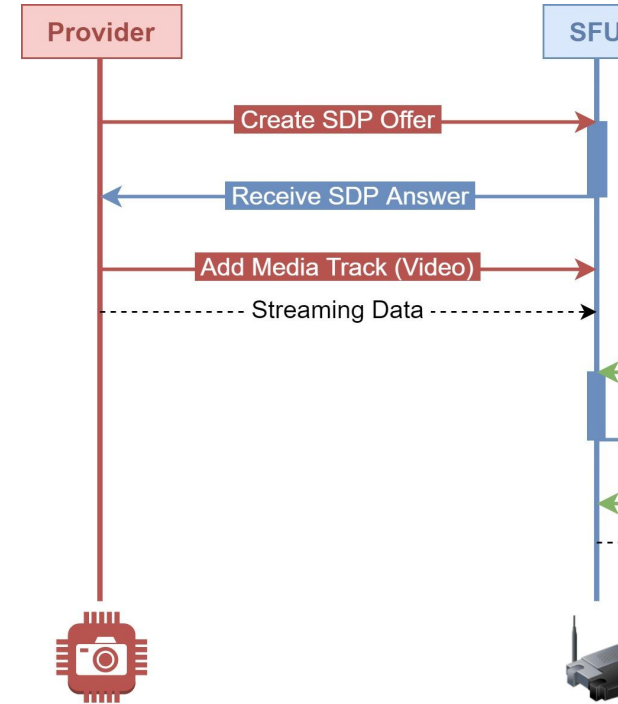 Provider
SFU
Create SDP Offer
Receive SDP Answer
Add Media Track (Video)
Streaming Data